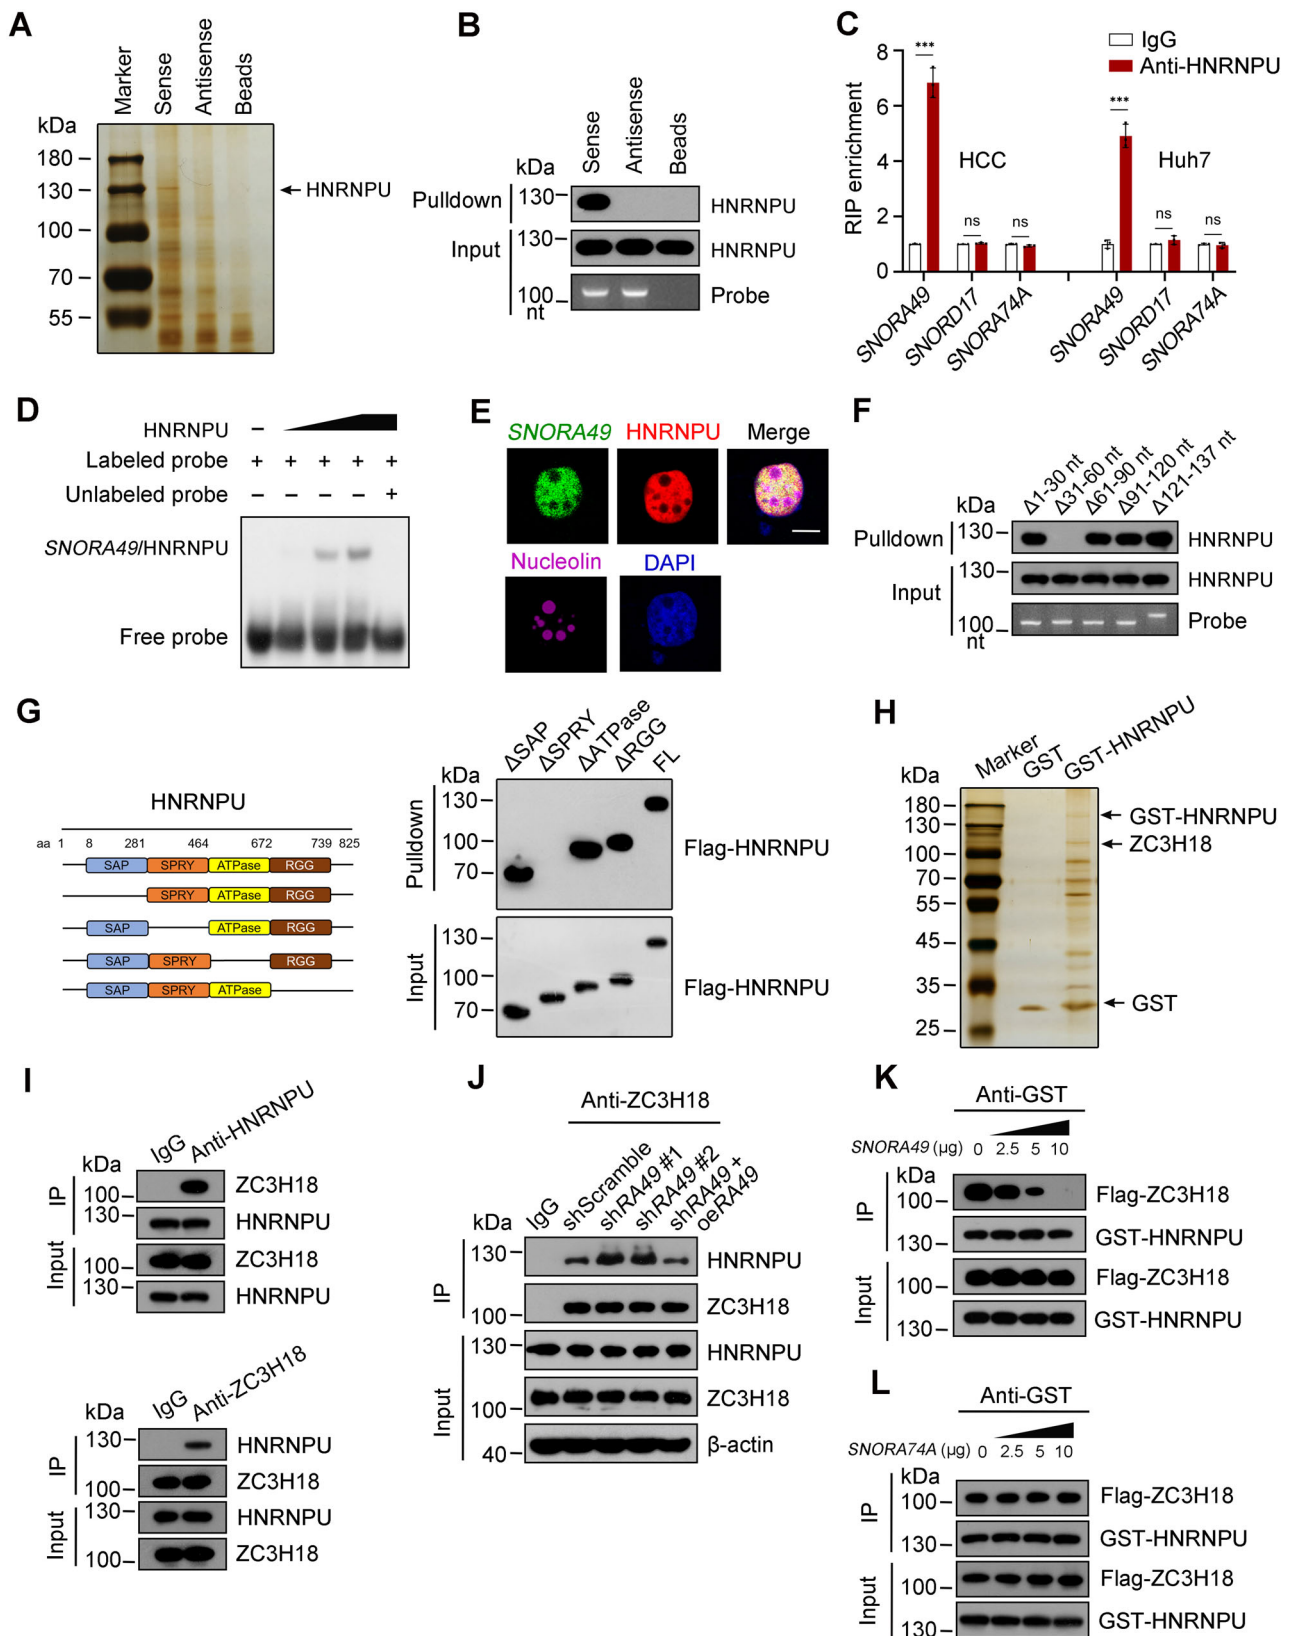 A
Marker
Sense
Antisense
Beads
kDa
180
130
100
70
55
HNRNPU
B
Sense
Antisense
Beads
kDa
Pulldown 130 HNRNPU
Input 130 HNRNPU
100 Probe
nt
C
RIP enrichment
8
6
4
2
0
IgG
Anti-HNRNPU
*** ns ns *** ns ns
HCC Huh7
SNORA49 SNORD17 SNORA74A SNORA49 SNORD17 SNORA74A
D
HNRNPU –
Labeled probe + + + + +
Unlabeled probe – – – – +
SNORA49/HNRNPU
Free probe
E
SNORA49 HNRNPU Merge
Nucleolin DAPI
F
Δ1-30 nt
Δ31-60 nt
Δ61-90 nt
Δ91-120 nt
Δ121-137 nt
kDa
Pulldown 130 HNRNPU
Input 130 HNRNPU
100 Probe
nt
G
HNRNPU
aa 1 8 281 464 672 739 825
SAP SPRY ATPase RGG
SPRY ATPase RGG
SAP ATPase RGG
SAP SPRY RGG
SAP SPRY ATPase
ΔSAP
ΔSPRY
ΔATPase
ΔRGG
FL
kDa
Pulldown
130
100
70
Flag-HNRNPU
Input
130
100
70
Flag-HNRNPU
H
Marker
GST
GST-HNRNPU
kDa
180
130
100
70
55
45
35
25
GST-HNRNPU
ZC3H18
GST
I
IgG
Anti-HNRNPU
kDa
IP
100 ZC3H18
130 HNRNPU
Input
100 ZC3H18
130 HNRNPU
IgG
Anti-ZC3H18
kDa
IP
130 HNRNPU
100 ZC3H18
Input
130 HNRNPU
100 ZC3H18
J
Anti-ZC3H18
IgG
shScramble
shRA49 #1
shRA49 #2
shRA49 +
oeRA49
kDa
IP
130 HNRNPU
100 ZC3H18
Input
130 HNRNPU
100 ZC3H18
40 β-actin
K
Anti-GST
SNORA49 (μg) 0 2.5 5 10
kDa
IP
100 Flag-ZC3H18
130 GST-HNRNPU
Input
100 Flag-ZC3H18
130 GST-HNRNPU
L
Anti-GST
SNORA74A (μg) 0 2.5 5 10
kDa
IP
100 Flag-ZC3H18
130 GST-HNRNPU
Input
100 Flag-ZC3H18
130 GST-HNRNPU